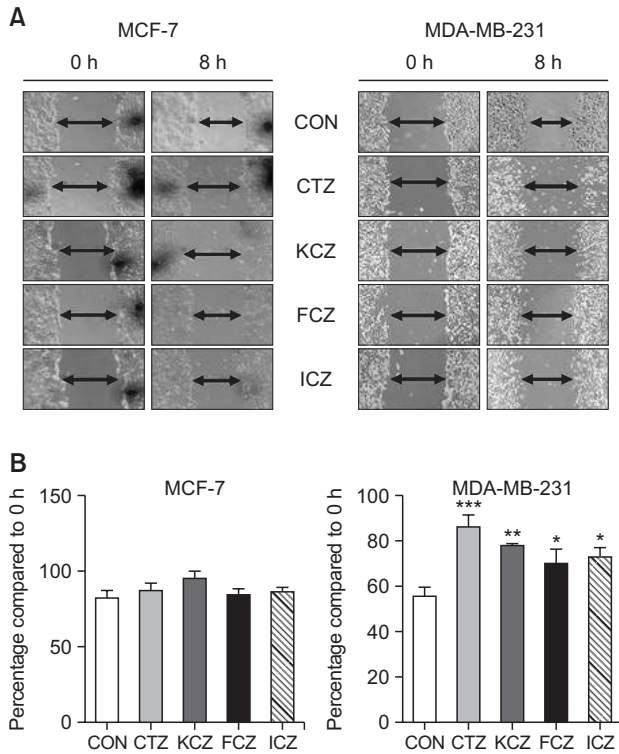 A
MCF-7 MDA-MB-231
0 h 8 h 0 h 8 h
CON
CTZ
KCZ
FCZ
ICZ
B
MCF-7
Percentage compared to 0 h
150
100
50
0
CON CTZ KCZ FCZ ICZ
MDA-MB-231
Percentage compared to 0 h
100
80
60
40
20
0
*** ** * *
CON CTZ KCZ FCZ ICZ